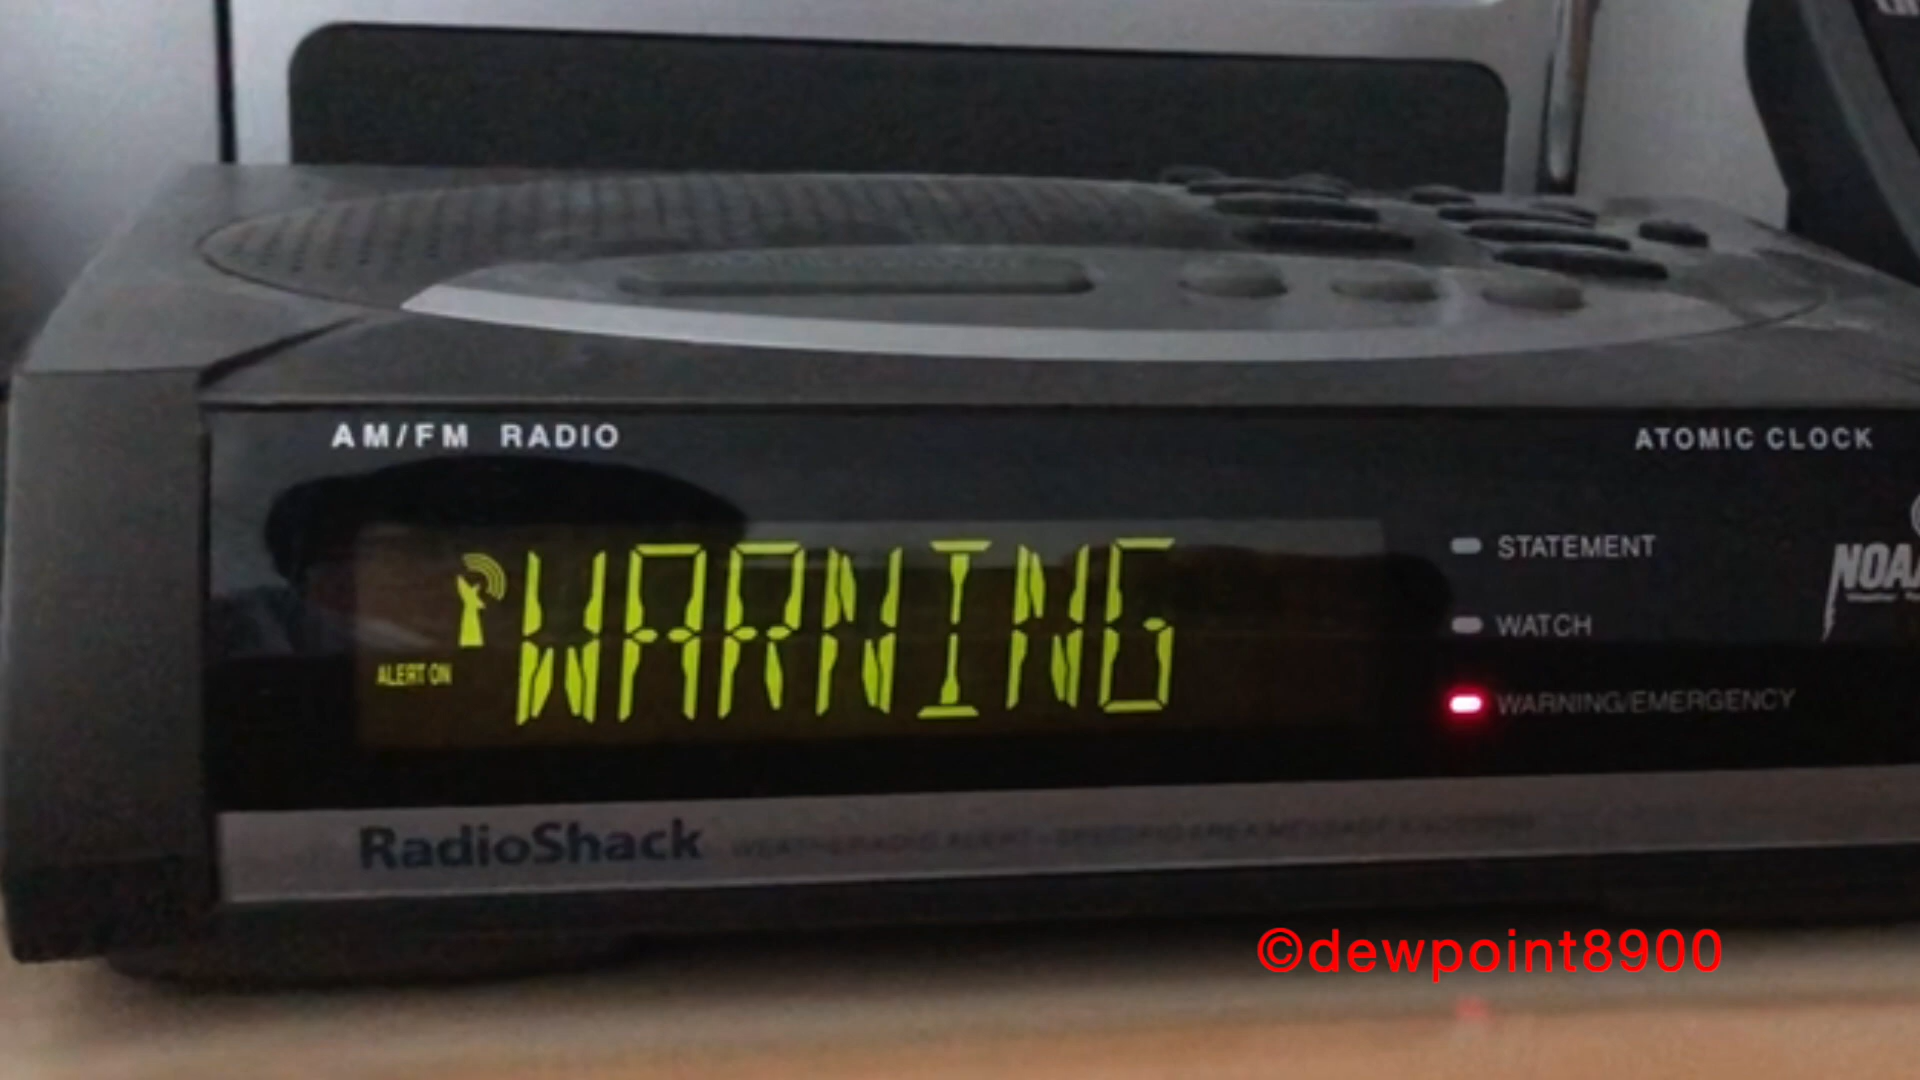 AM/FM RADIO
ATOMIC CLOCK
WARNING
ALERT ON
STATEMENT
WATCH
WARNING/EMERGENCY
NOAA
RadioShack
©dewpoint8900